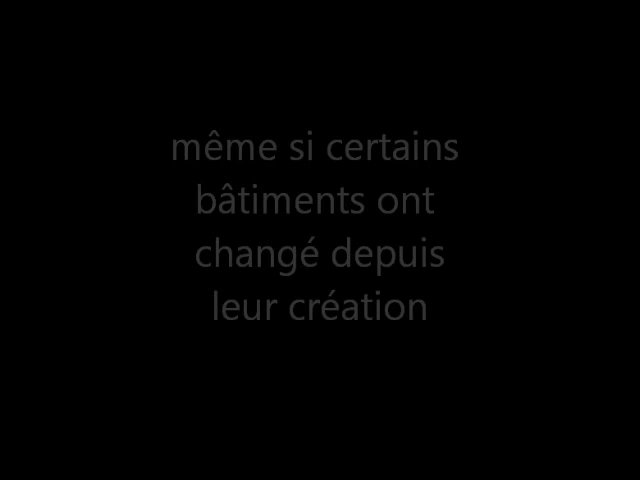 même si certains
bâtiments ont
changé depuis
leur création